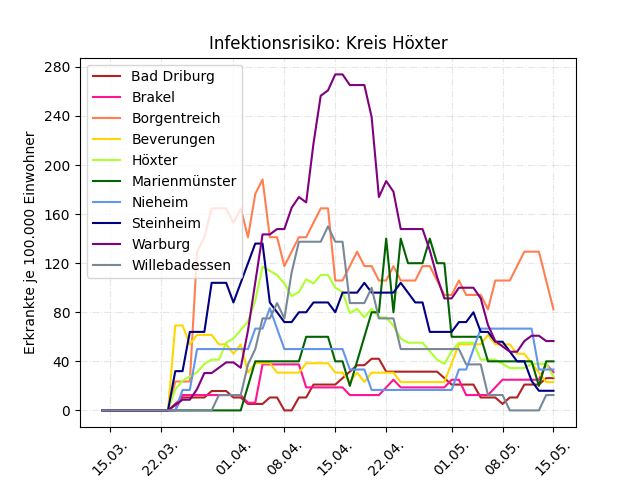 Infektionsrisiko: Kreis Höxter
Erkrankte je 100.000 Einwohner
280
240
200
160
120
80
40
0
Bad Driburg
Brakel
Borgentreich
Beverungen
Höxter
Marienmünster
Nieheim
Steinheim
Warburg
Willebadessen
15.03.
22.03.
01.04.
08.04.
15.04.
22.04.
01.05.
08.05.
15.05.